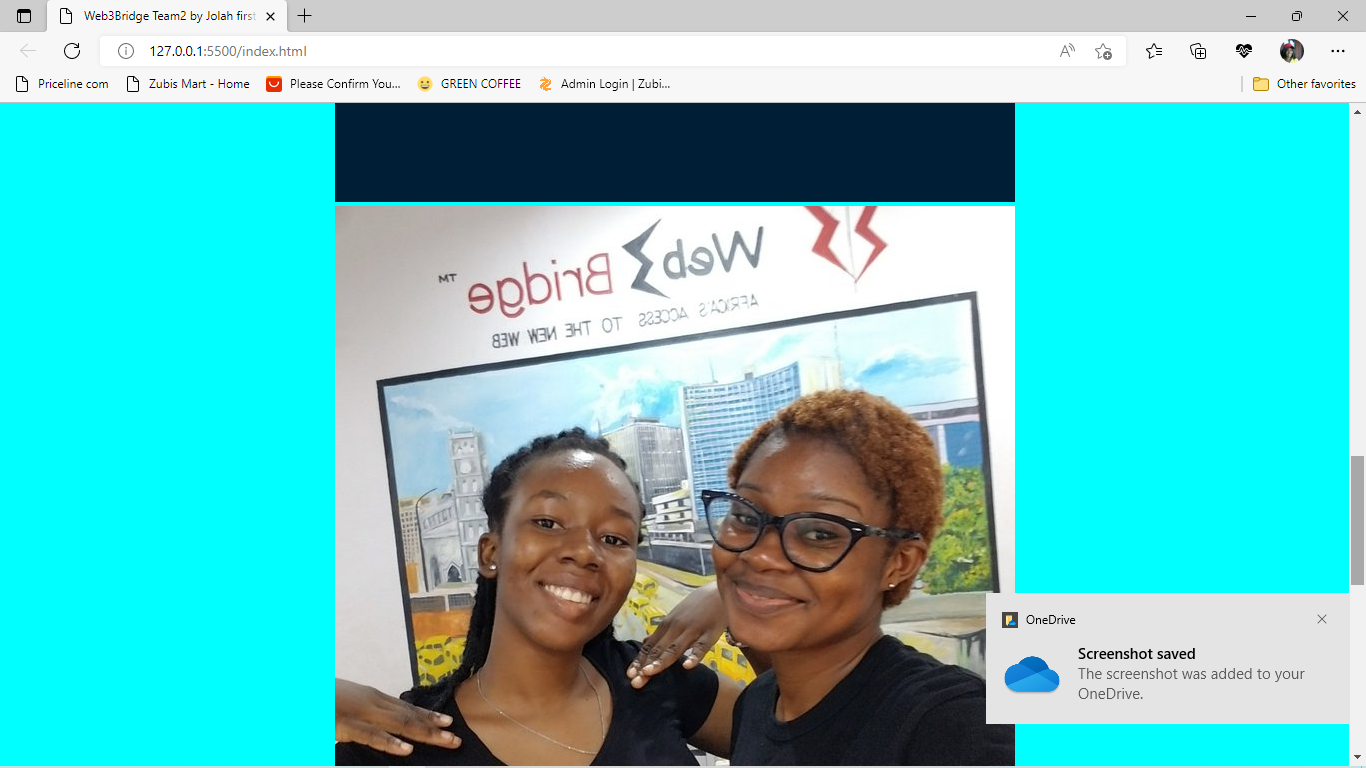 Web3Bridge Team2 by Jolah first
127.0.0.1:5500/index.html
Priceline com
Zubis Mart - Home
Please Confirm You...
GREEN COFFEE
Admin Login | Zubi...
Other favorites
Web3 Bridge™
AFRICA'S ACCESS TO THE NEW WEB
OneDrive
Screenshot saved
The screenshot was added to your
OneDrive.